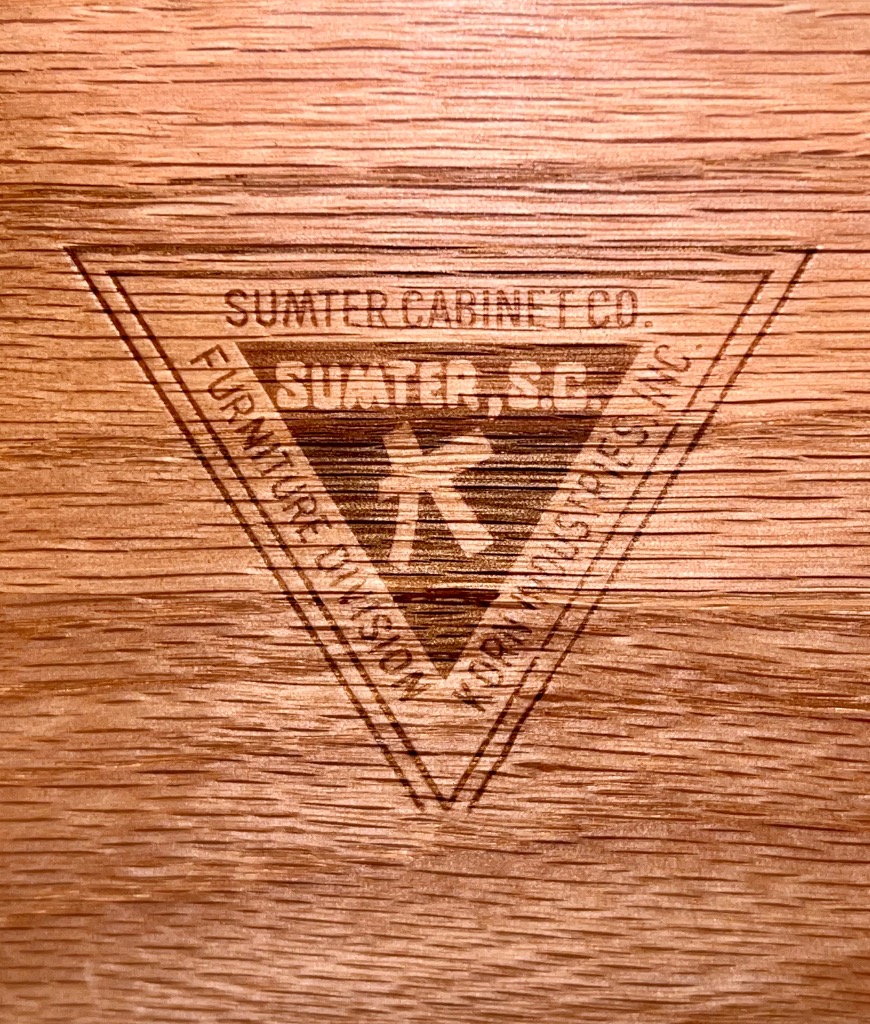 SUMTER CABINET CO.
SUMTER, S.C.
K
FURNITURE DIVISION
KORN INDUSTRIES, INC.